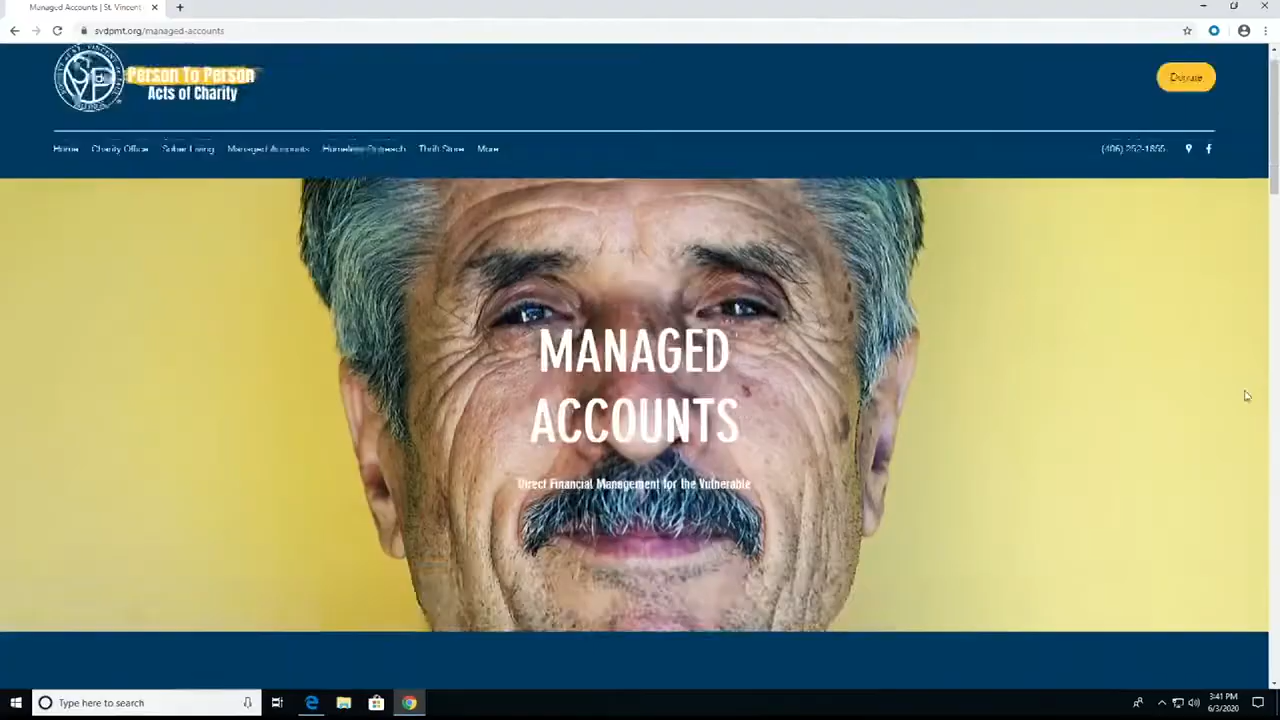 Managed Accounts | St. Vincent
svdpmt.org/managed-accounts
Person To Person
Acts of Charity
Donate
Home Charity Office Sober Living Managed Accounts Homeless Outreach Thrift Store More
(406) 252-1855
MANAGED
ACCOUNTS
Direct Financial Management for the Vulnerable
Type here to search
3:41 PM
6/3/2020